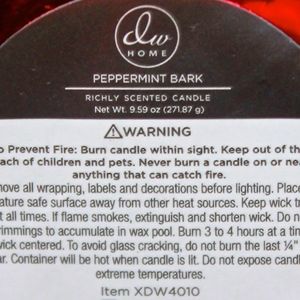 dw
HOME
PEPPERMINT BARK
RICHLY SCENTED CANDLE
Net Wt. 9.59 oz (271.87 g)
⚠WARNING
o Prevent Fire: Burn candle within sight. Keep out of the
each of children and pets. Never burn a candle on or nea
anything that can catch fire.
move all wrapping, labels and decorations before lighting. Place
rature safe surface away from other heat sources. Keep wick tr
at all times. If flame smokes, extinguish and shorten wick. Do n
rimmings to accumulate in wax pool. Burn 3 to 4 hours at a tim
wick centered. To avoid glass cracking, do not burn the last ¼"
ar. Container will be hot when candle is lit. Do not expose candl
extreme temperatures.
Item XDW4010